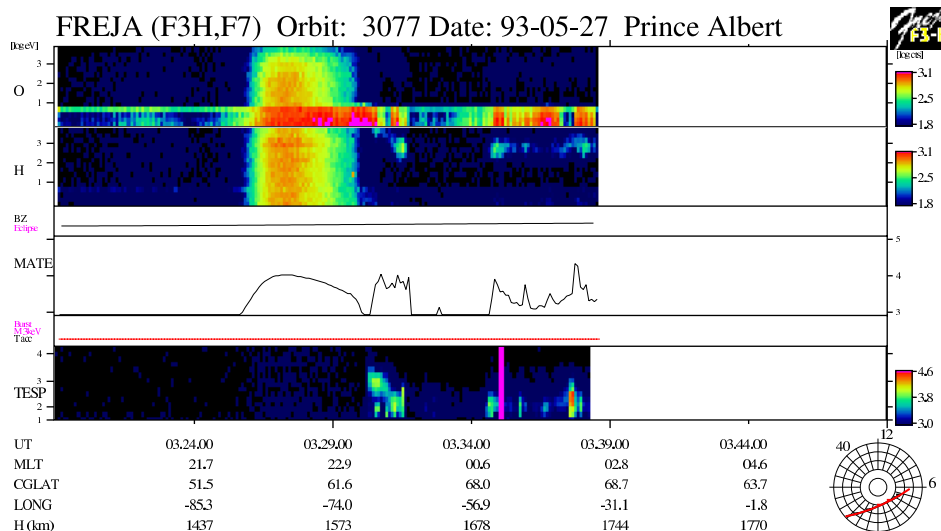 FREJA (F3H,F7) Orbit: 3077 Date: 93-05-27 Prince Albert
[log eV]
3
O 2
1
3
H 2
1
BZ
Eclipse
MATE
5
4
3
Burst
M.3keV
Tacc
4
3
TESP 2
1
F3-
[log cts]
3.1
2.5
1.8
3.1
2.5
1.8
4.6
3.8
3.0
UT 03.24.00 03.29.00 03.34.00 03.39.00 03.44.00
MLT 21.7 22.9 00.6 02.8 04.6
CGLAT 51.5 61.6 68.0 68.7 63.7
LONG -85.3 -74.0 -56.9 -31.1 -1.8
H (km) 1437 1573 1678 1744 1770
12
40
6